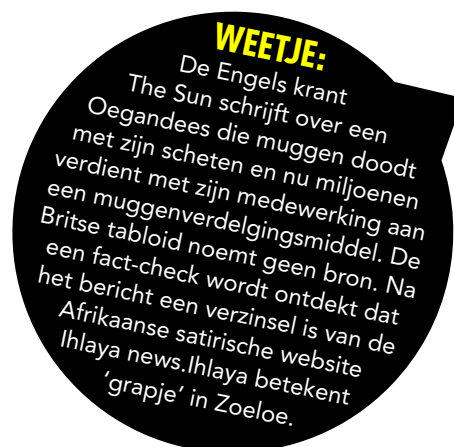 WEETJE:
De Engels krant
The Sun schrijft over een
Oegandees die muggen doodt
met zijn scheten en nu miljoenen
verdient met zijn medewerking aan
een muggenverdelgingsmiddel. De
Britse tabloid noemt geen bron. Na
een fact-check wordt ontdekt dat
het bericht een verzinsel is van de
Afrikaanse satirische website
Ihlaya news.Ihlaya betekent
‘grapje’ in Zoeloe.